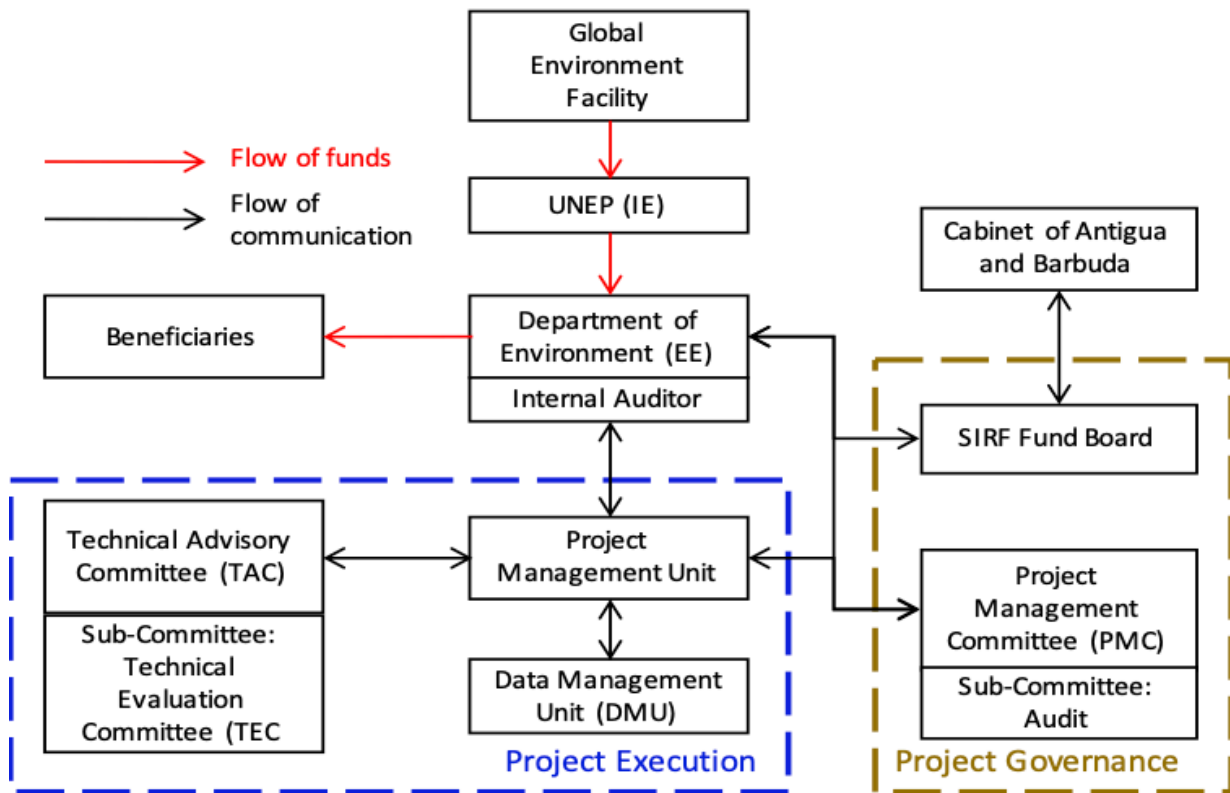 Global
Environment
Facility
Flow of funds
Flow of
communication
UNEP (IE)
Cabinet of Antigua
and Barbuda
Beneficiaries
Department of
Environment (EE)
Internal Auditor
SIRF Fund Board
Technical Advisory
Committee (TAC)
Sub-Committee:
Technical
Evaluation
Committee (TEC
Project
Management Unit
Data Management
Unit (DMU)
Project Execution
Project
Management
Committee (PMC)
Sub-Committee:
Audit
Project Governance